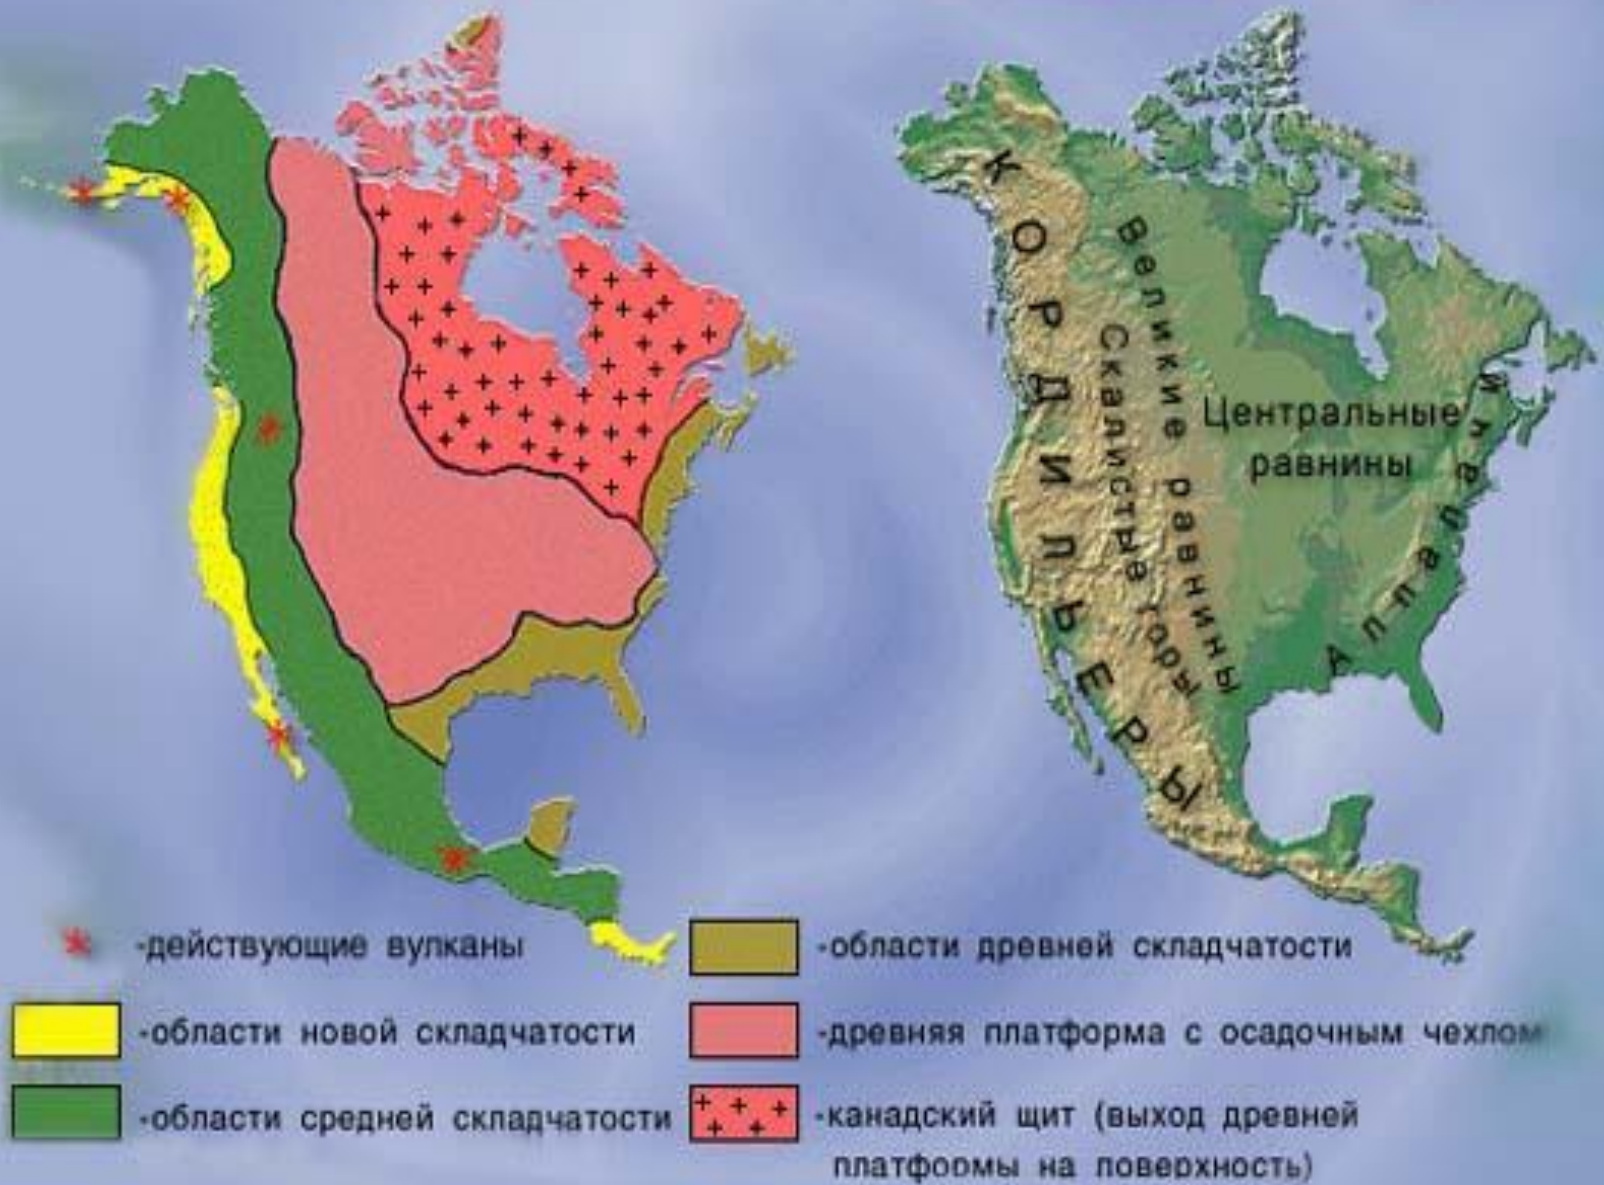 КОРДИЛЬЕРЫ
Великие равнины
Скалистые горы
Центральные
равнины
Аппалачи
-действующие вулканы
-области новой складчатости
-области средней складчатости
-области древней складчатости
-древняя платформа с осадочным чехлом
-канадский щит (выход древней
платформы на поверхность)